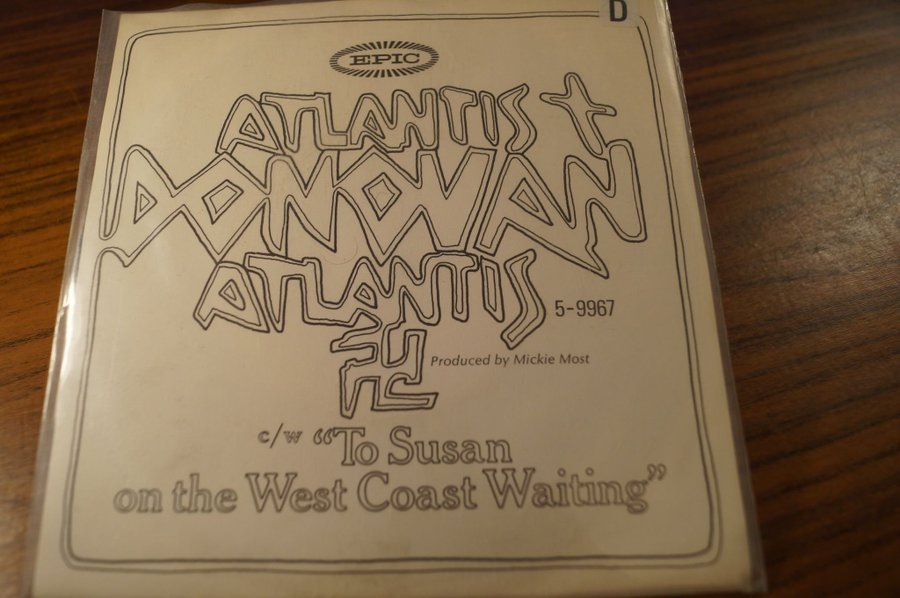 D
EPIC
ATLANTIS
DONOVAN
ATLANTIS
5-9967
Produced by Mickie Most
c/w “To Susan
on the West Coast Waiting”